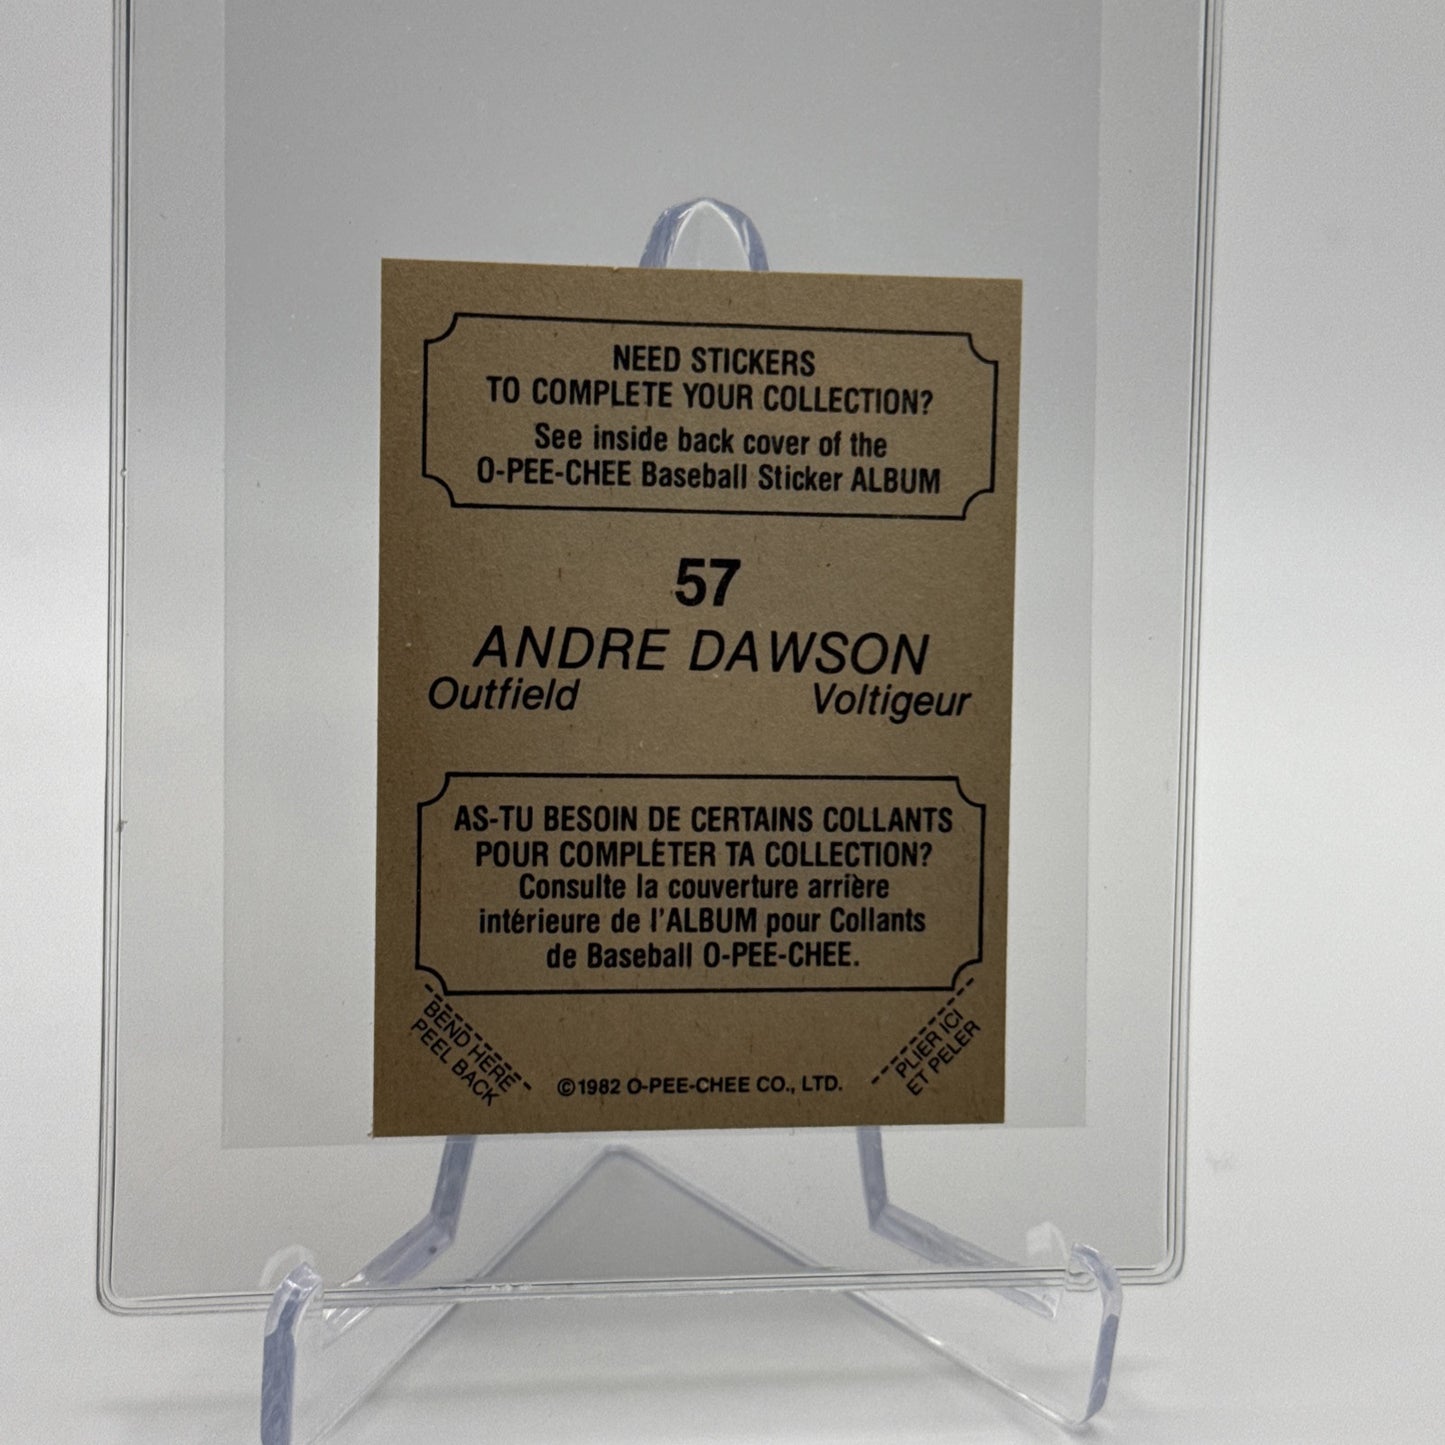 NEED STICKERS
TO COMPLETE YOUR COLLECTION?
See inside back cover of the
O-PEE-CHEE Baseball Sticker ALBUM
57
ANDRE DAWSON
Outfield Voltigeur
AS-TU BESOIN DE CERTAINS COLLANTS
POUR COMPLÉTER TA COLLECTION?
Consulte la couverture arrière
intérieure de l'ALBUM pour Collants
de Baseball O-PEE-CHEE.
BEND HERE
PEEL BACK
PLIER ICI
ET PELER
©1982 O-PEE-CHEE CO., LTD.